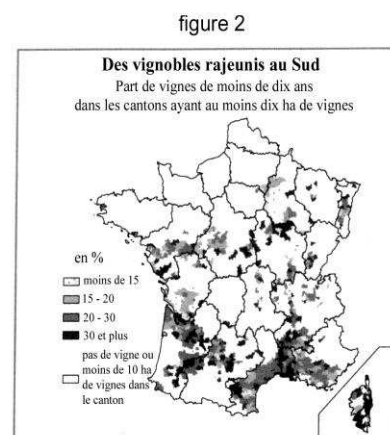 figure 2
Des vignobles rajeunis au Sud
Part de vignes de moins de dix ans
dans les cantons ayant au moins dix ha de vignes
en %
moins de 15
15 - 20
20 - 30
30 et plus
pas de vigne ou
moins de 10 ha
de vignes dans
le canton